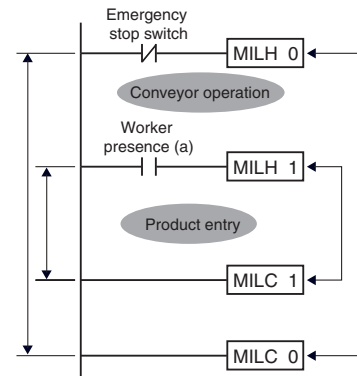 Emergency
stop switch
MILH 0
Conveyor operation
Worker
presence (a)
MILH 1
Product entry
MILC 1
MILC 0